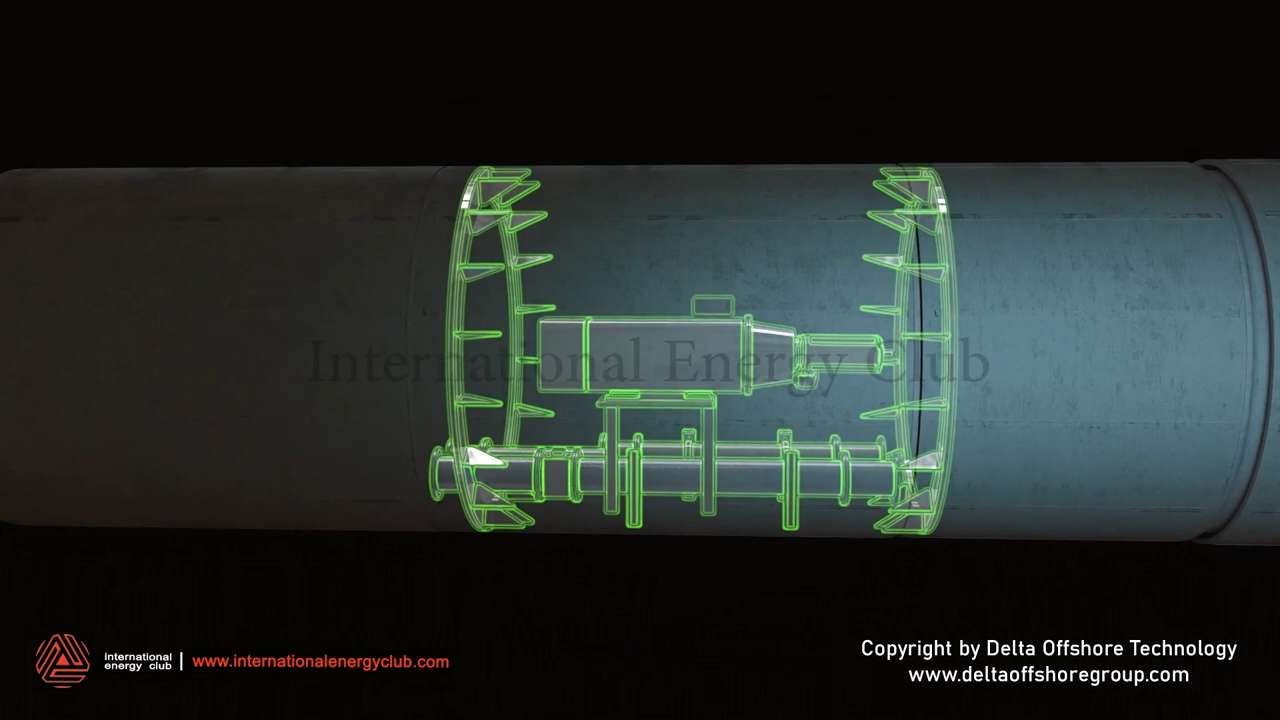 International Energy Club
international
energy club
www.internationalenergyclub.com
Copyright by Delta Offshore Technology
www.deltaoffshoregroup.com